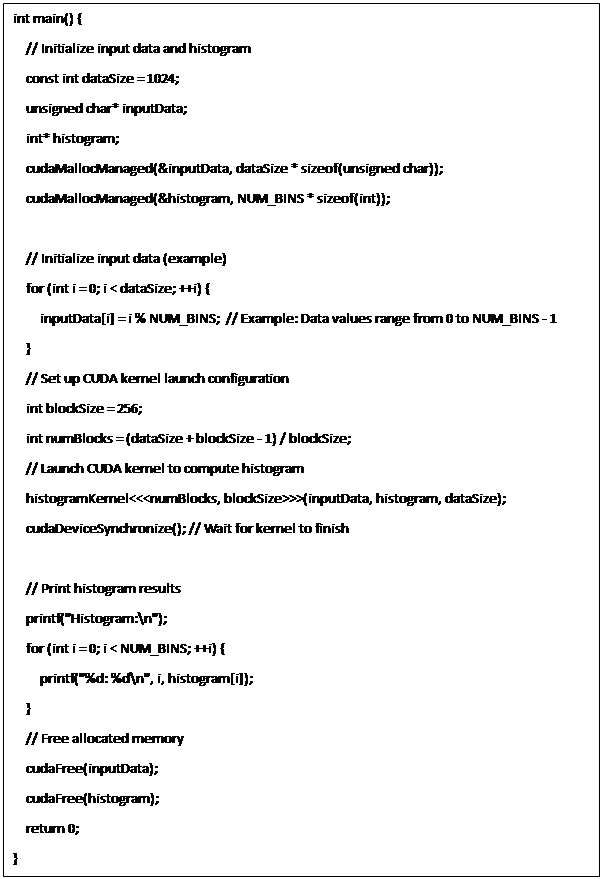 int main() {
// Initialize input data and histogram
const int dataSize = 1024;
unsigned char* inputData;
int* histogram;
cudaMallocManaged(&inputData, dataSize * sizeof(unsigned char));
cudaMallocManaged(&histogram, NUM_BINS * sizeof(int));
// Initialize input data (example)
for (int i = 0; i < dataSize; ++i) {
inputData[i] = i % NUM_BINS;  // Example: Data values range from 0 to NUM_BINS - 1
}
// Set up CUDA kernel launch configuration
int blockSize = 256;
int numBlocks = (dataSize + blockSize - 1) / blockSize;
// Launch CUDA kernel to compute histogram
histogramKernel<<<numBlocks, blockSize>>>(inputData, histogram, dataSize);
cudaDeviceSynchronize(); // Wait for kernel to finish
// Print histogram results
printf("Histogram:\n");
for (int i = 0; i < NUM_BINS; ++i) {
printf("%d: %d\n", i, histogram[i]);
}
// Free allocated memory
cudaFree(inputData);
cudaFree(histogram);
return 0;
}